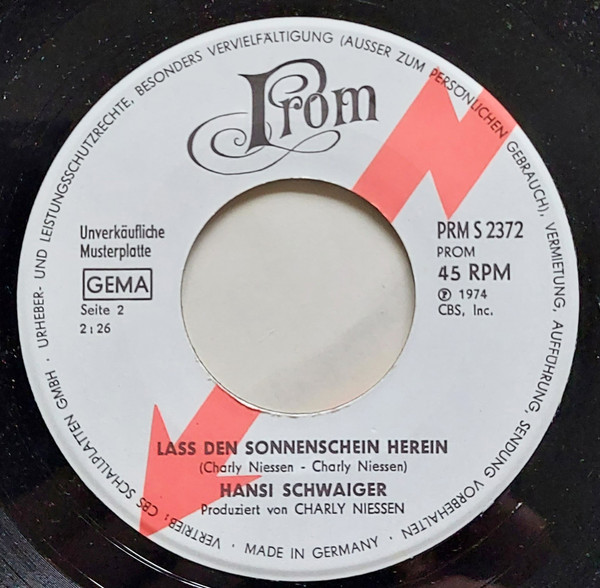 URHEBER- UND LEISTUNGSSCHUTZRECHTE, BESONDERS VERVIELFÄLTIGUNG (AUSSER ZUM PERSÖNLICHEN GEBRAUCH), VERMIETUNG, AUFFÜHRUNG, SENDUNG VORBEHALTEN
Prom
Unverkäufliche
Musterplatte
GEMA
Seite 2
2:26
PRM S 2372
PROM
45 RPM
℗ 1974
CBS, Inc.
LASS DEN SONNENSCHEIN HEREIN
(Charly Niessen - Charly Niessen)
HANSI SCHWAIGER
Produziert von CHARLY NIESSEN
· MADE IN GERMANY · VERTRIEB: CBS SCHALLPLATTEN GMBH ·